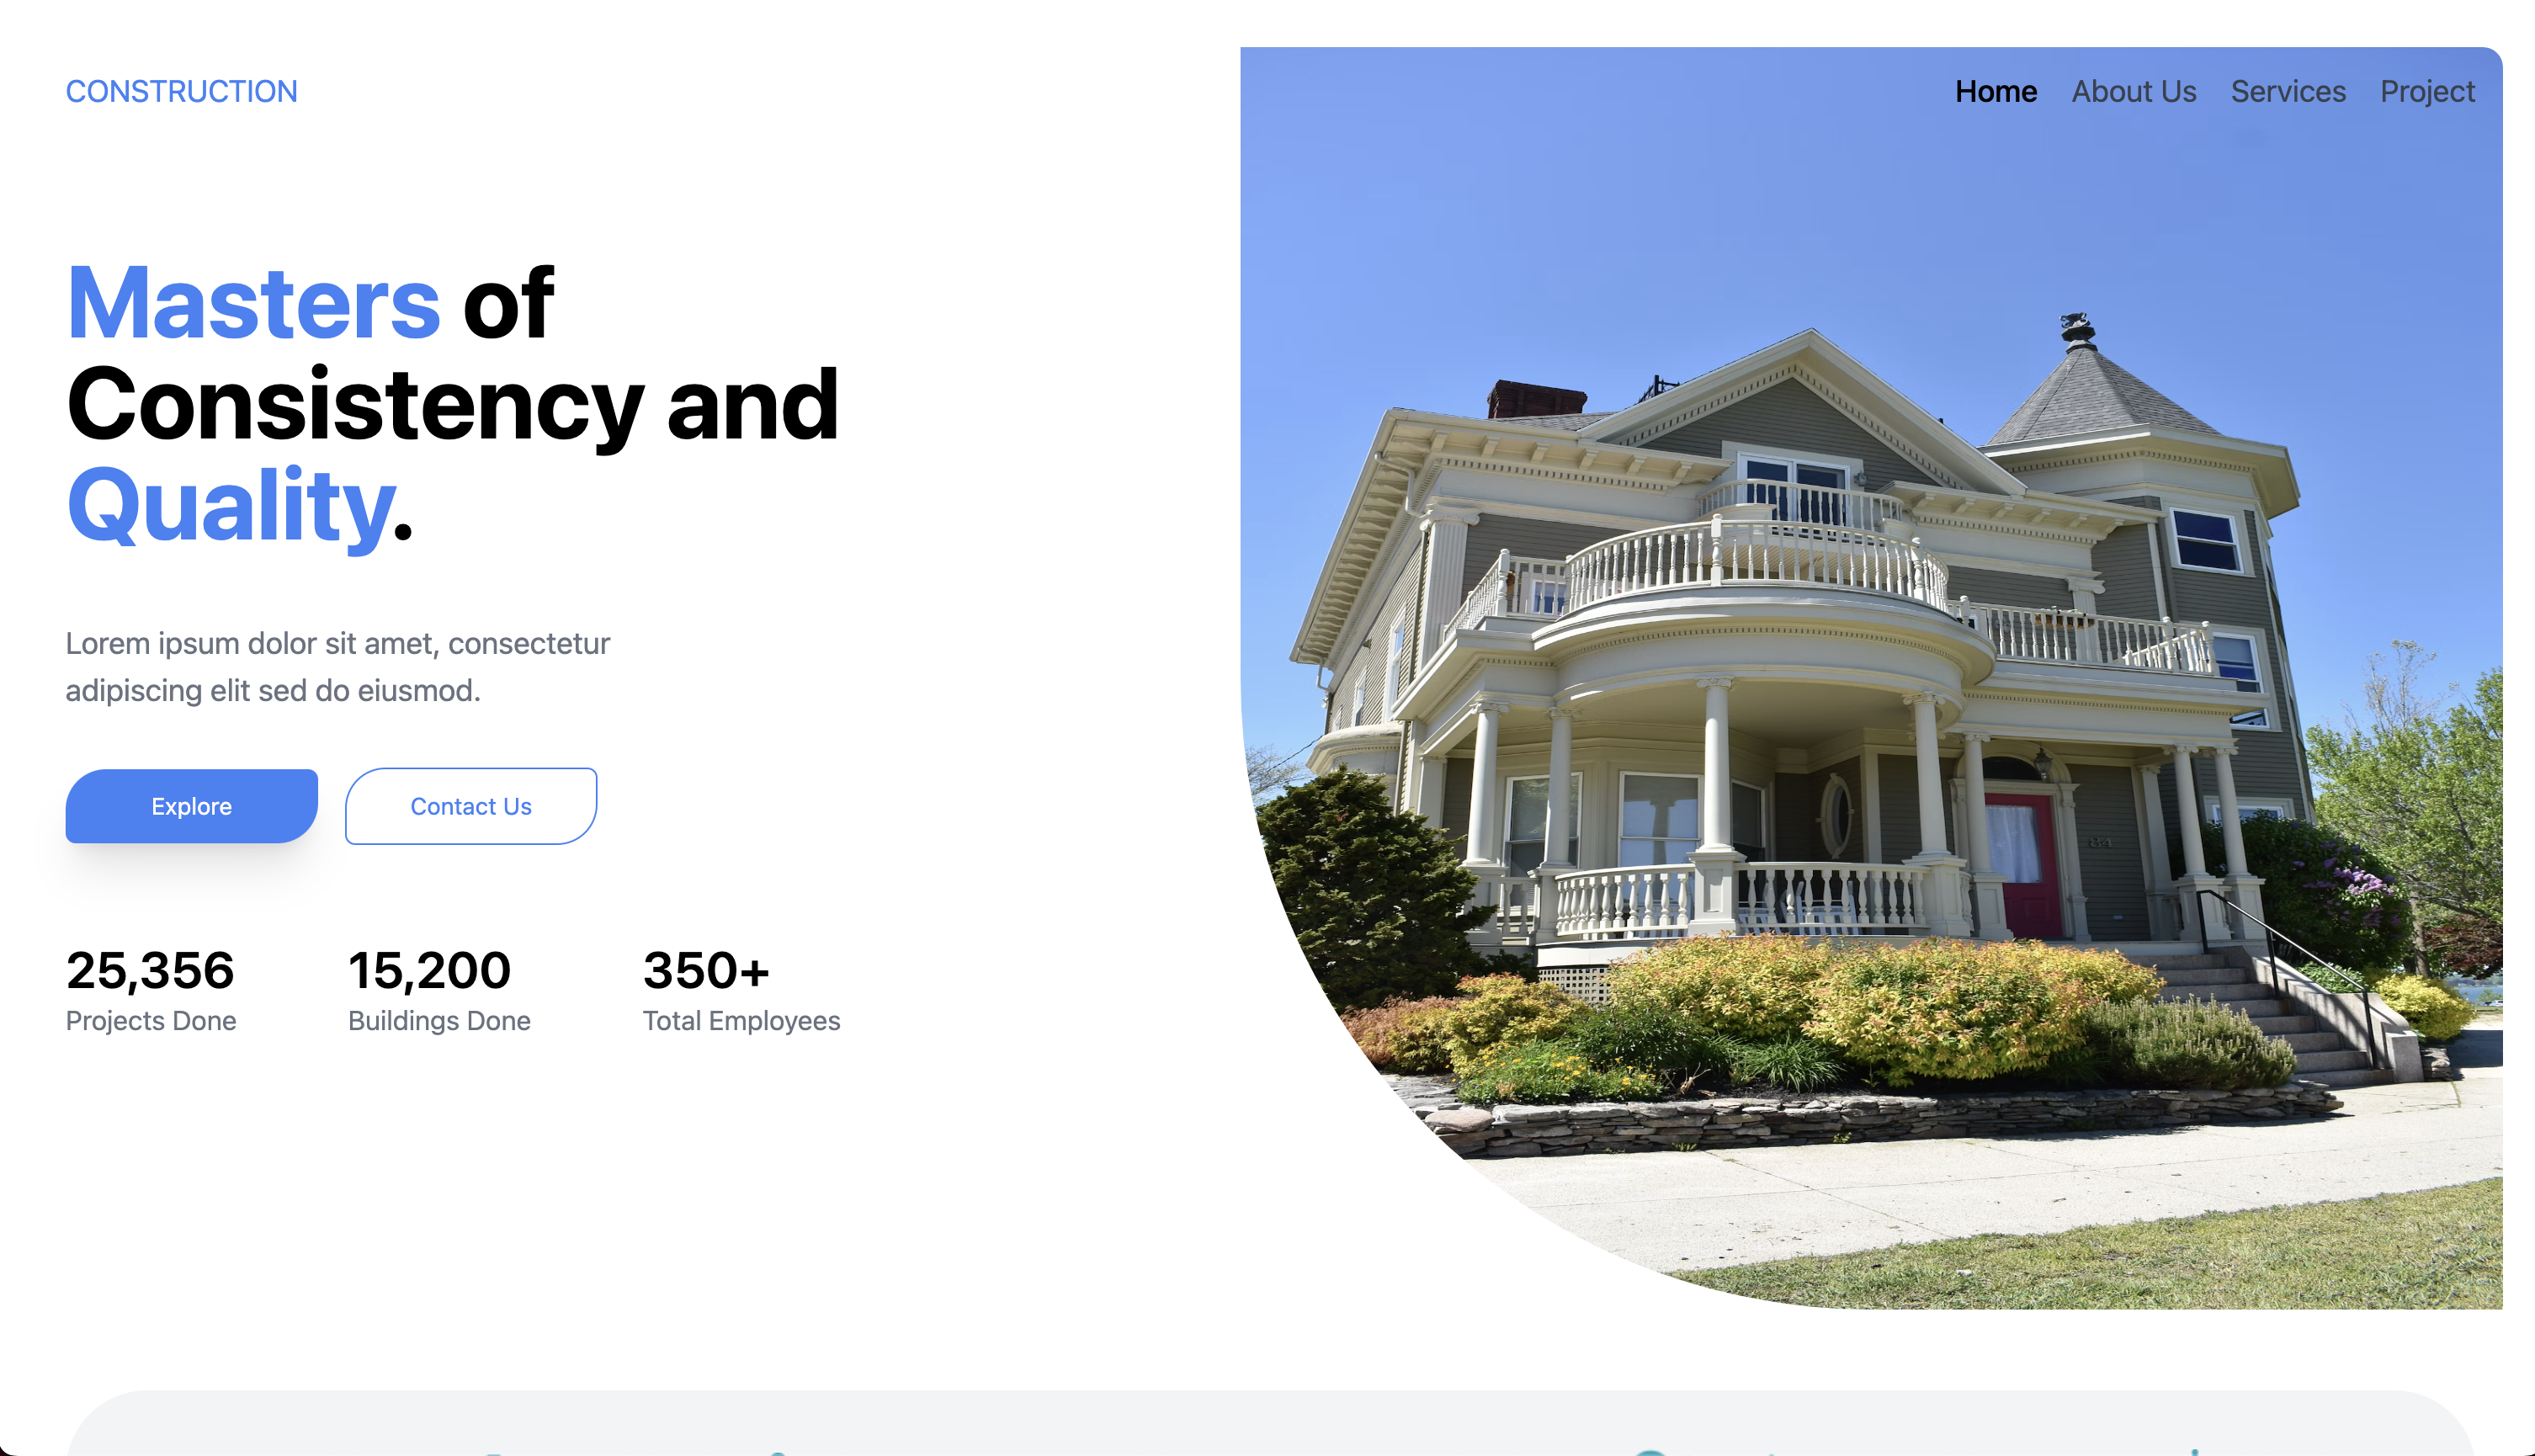 CONSTRUCTION
Home About Us Services Project
Masters of
Consistency and
Quality.
Lorem ipsum dolor sit amet, consectetur
adipiscing elit sed do eiusmod.
Explore Contact Us
25,356 15,200 350+
Projects Done Buildings Done Total Employees
84